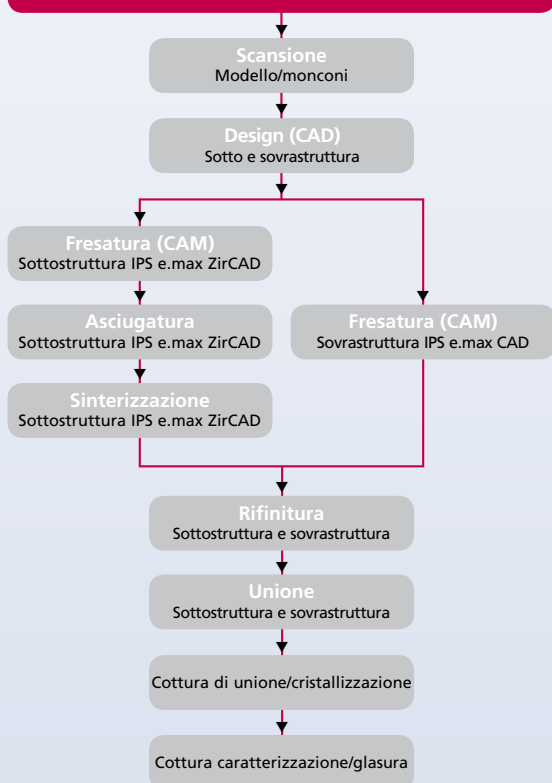 Scansione
Modello/monconi
Design (CAD)
Sotto e sovrastruttura
Fresatura (CAM)
Sottostruttura IPS e.max ZirCAD
Asciugatura
Sottostruttura IPS e.max ZirCAD
Sinterizzazione
Sottostruttura IPS e.max ZirCAD
Fresatura (CAM)
Sovrastruttura IPS e.max CAD
Rifinitura
Sottostruttura e sovrastruttura
Unione
Sottostruttura e sovrastruttura
Cottura di unione/cristallizzazione
Cottura caratterizzazione/glasura